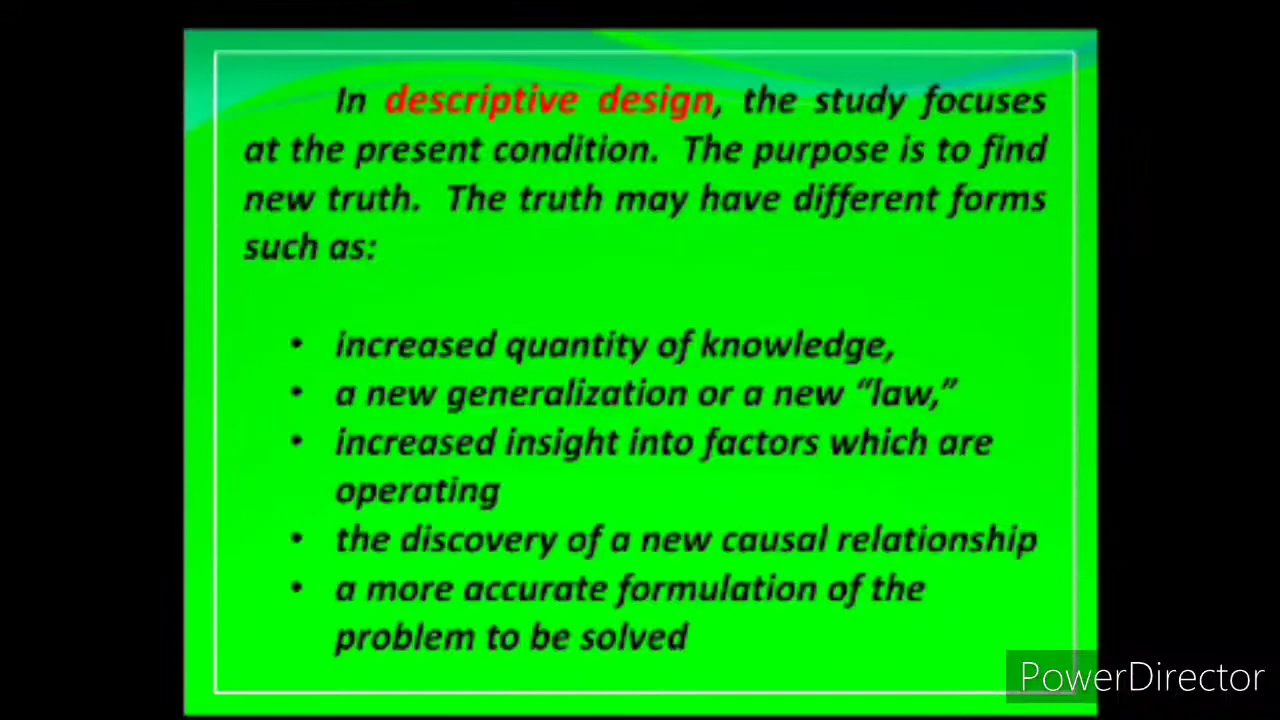 In descriptive design, the study focuses
at the present condition. The purpose is to find
new truth. The truth may have different forms
such as:
• increased quantity of knowledge,
• a new generalization or a new “law,”
• increased insight into factors which are
operating
• the discovery of a new causal relationship
• a more accurate formulation of the
problem to be solved
PowerDirector